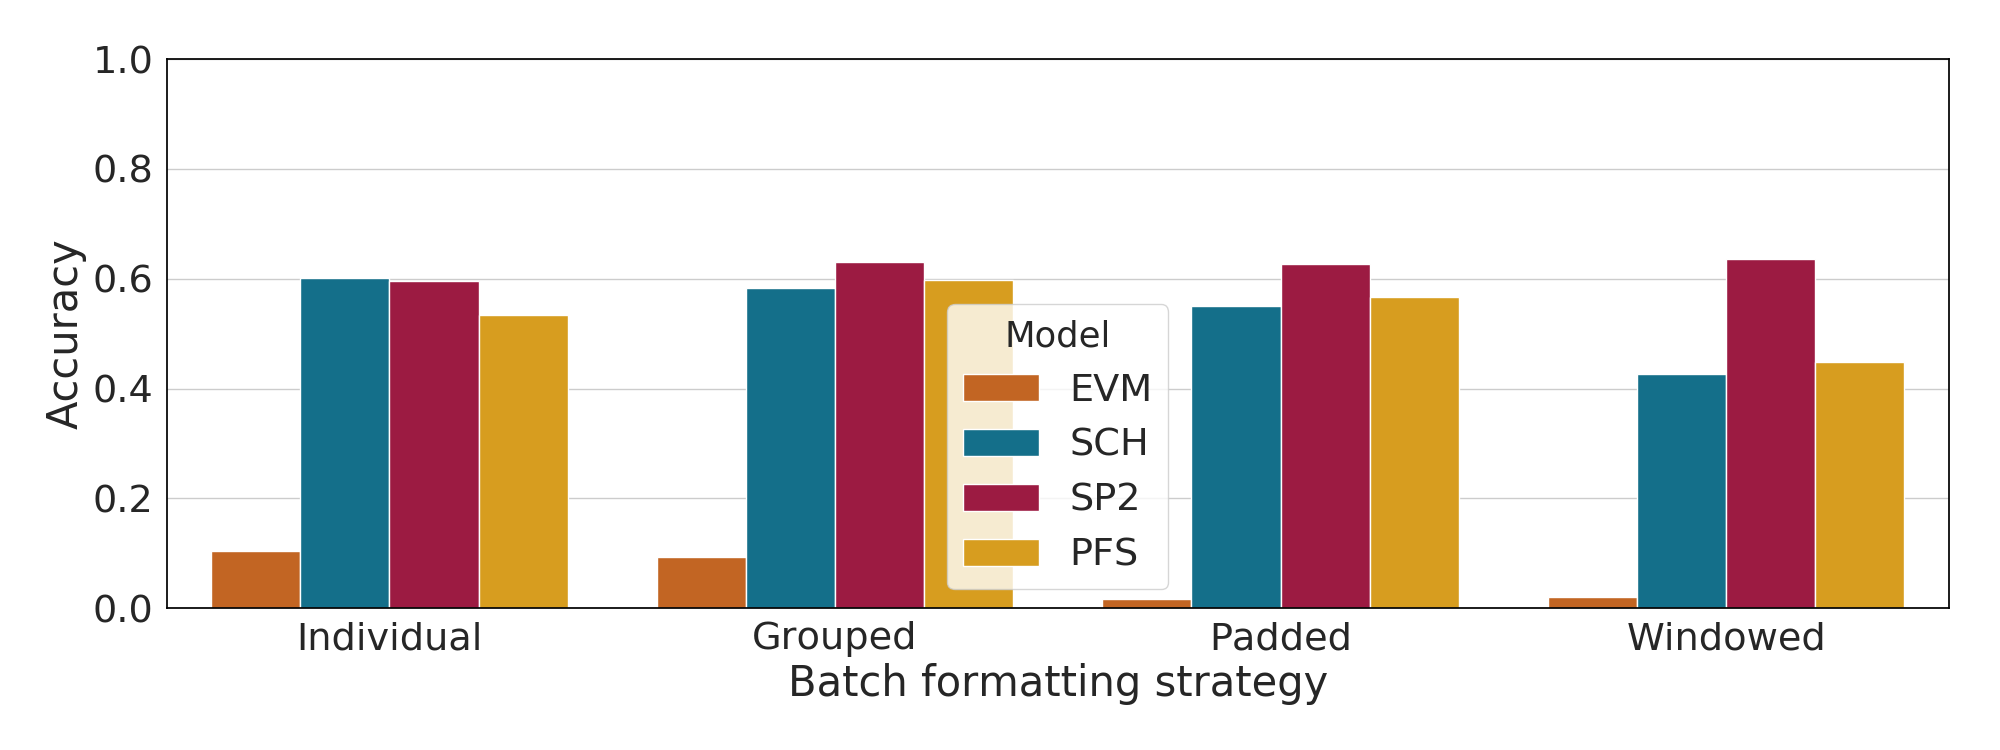 1.0
0.8
0.6
0.4
0.2
0.0
Accuracy
Model
EVM
SCH
SP2
PFS
Individual Grouped Padded Windowed
Batch formatting strategy